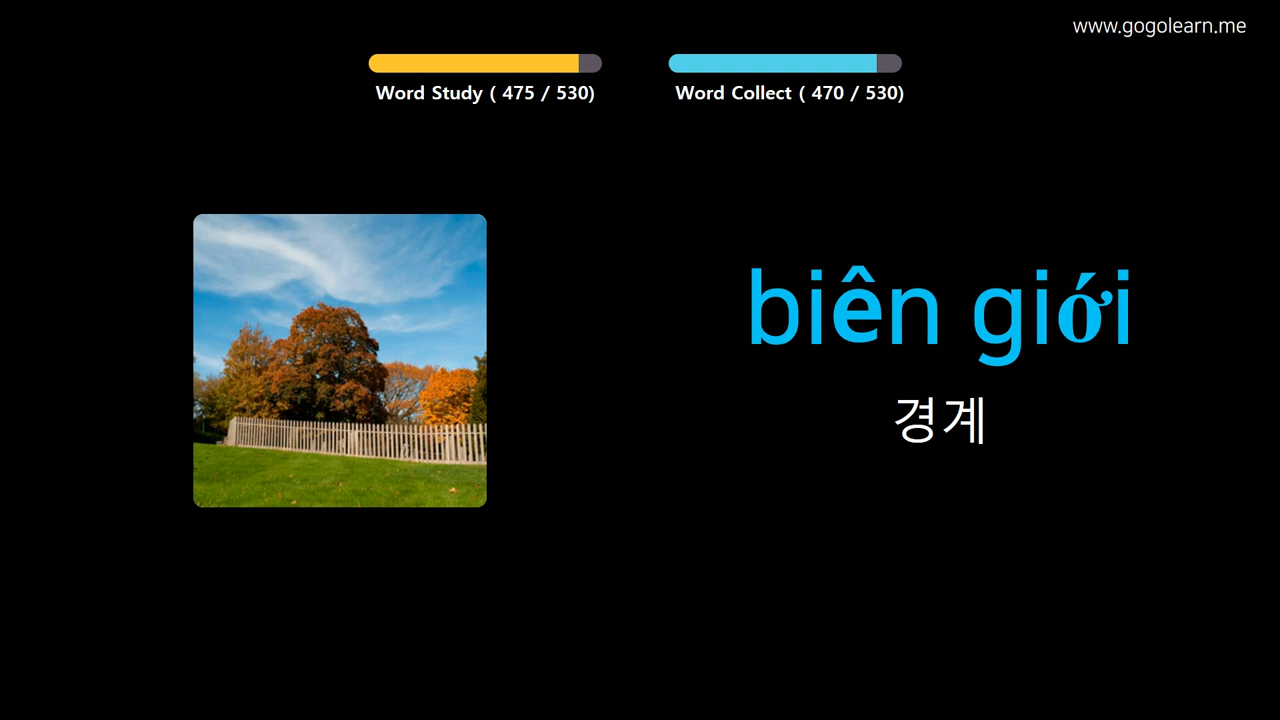 www.gogolearn.me
Word Study ( 475 / 530)
Word Collect ( 470 / 530)
biên giới
경계